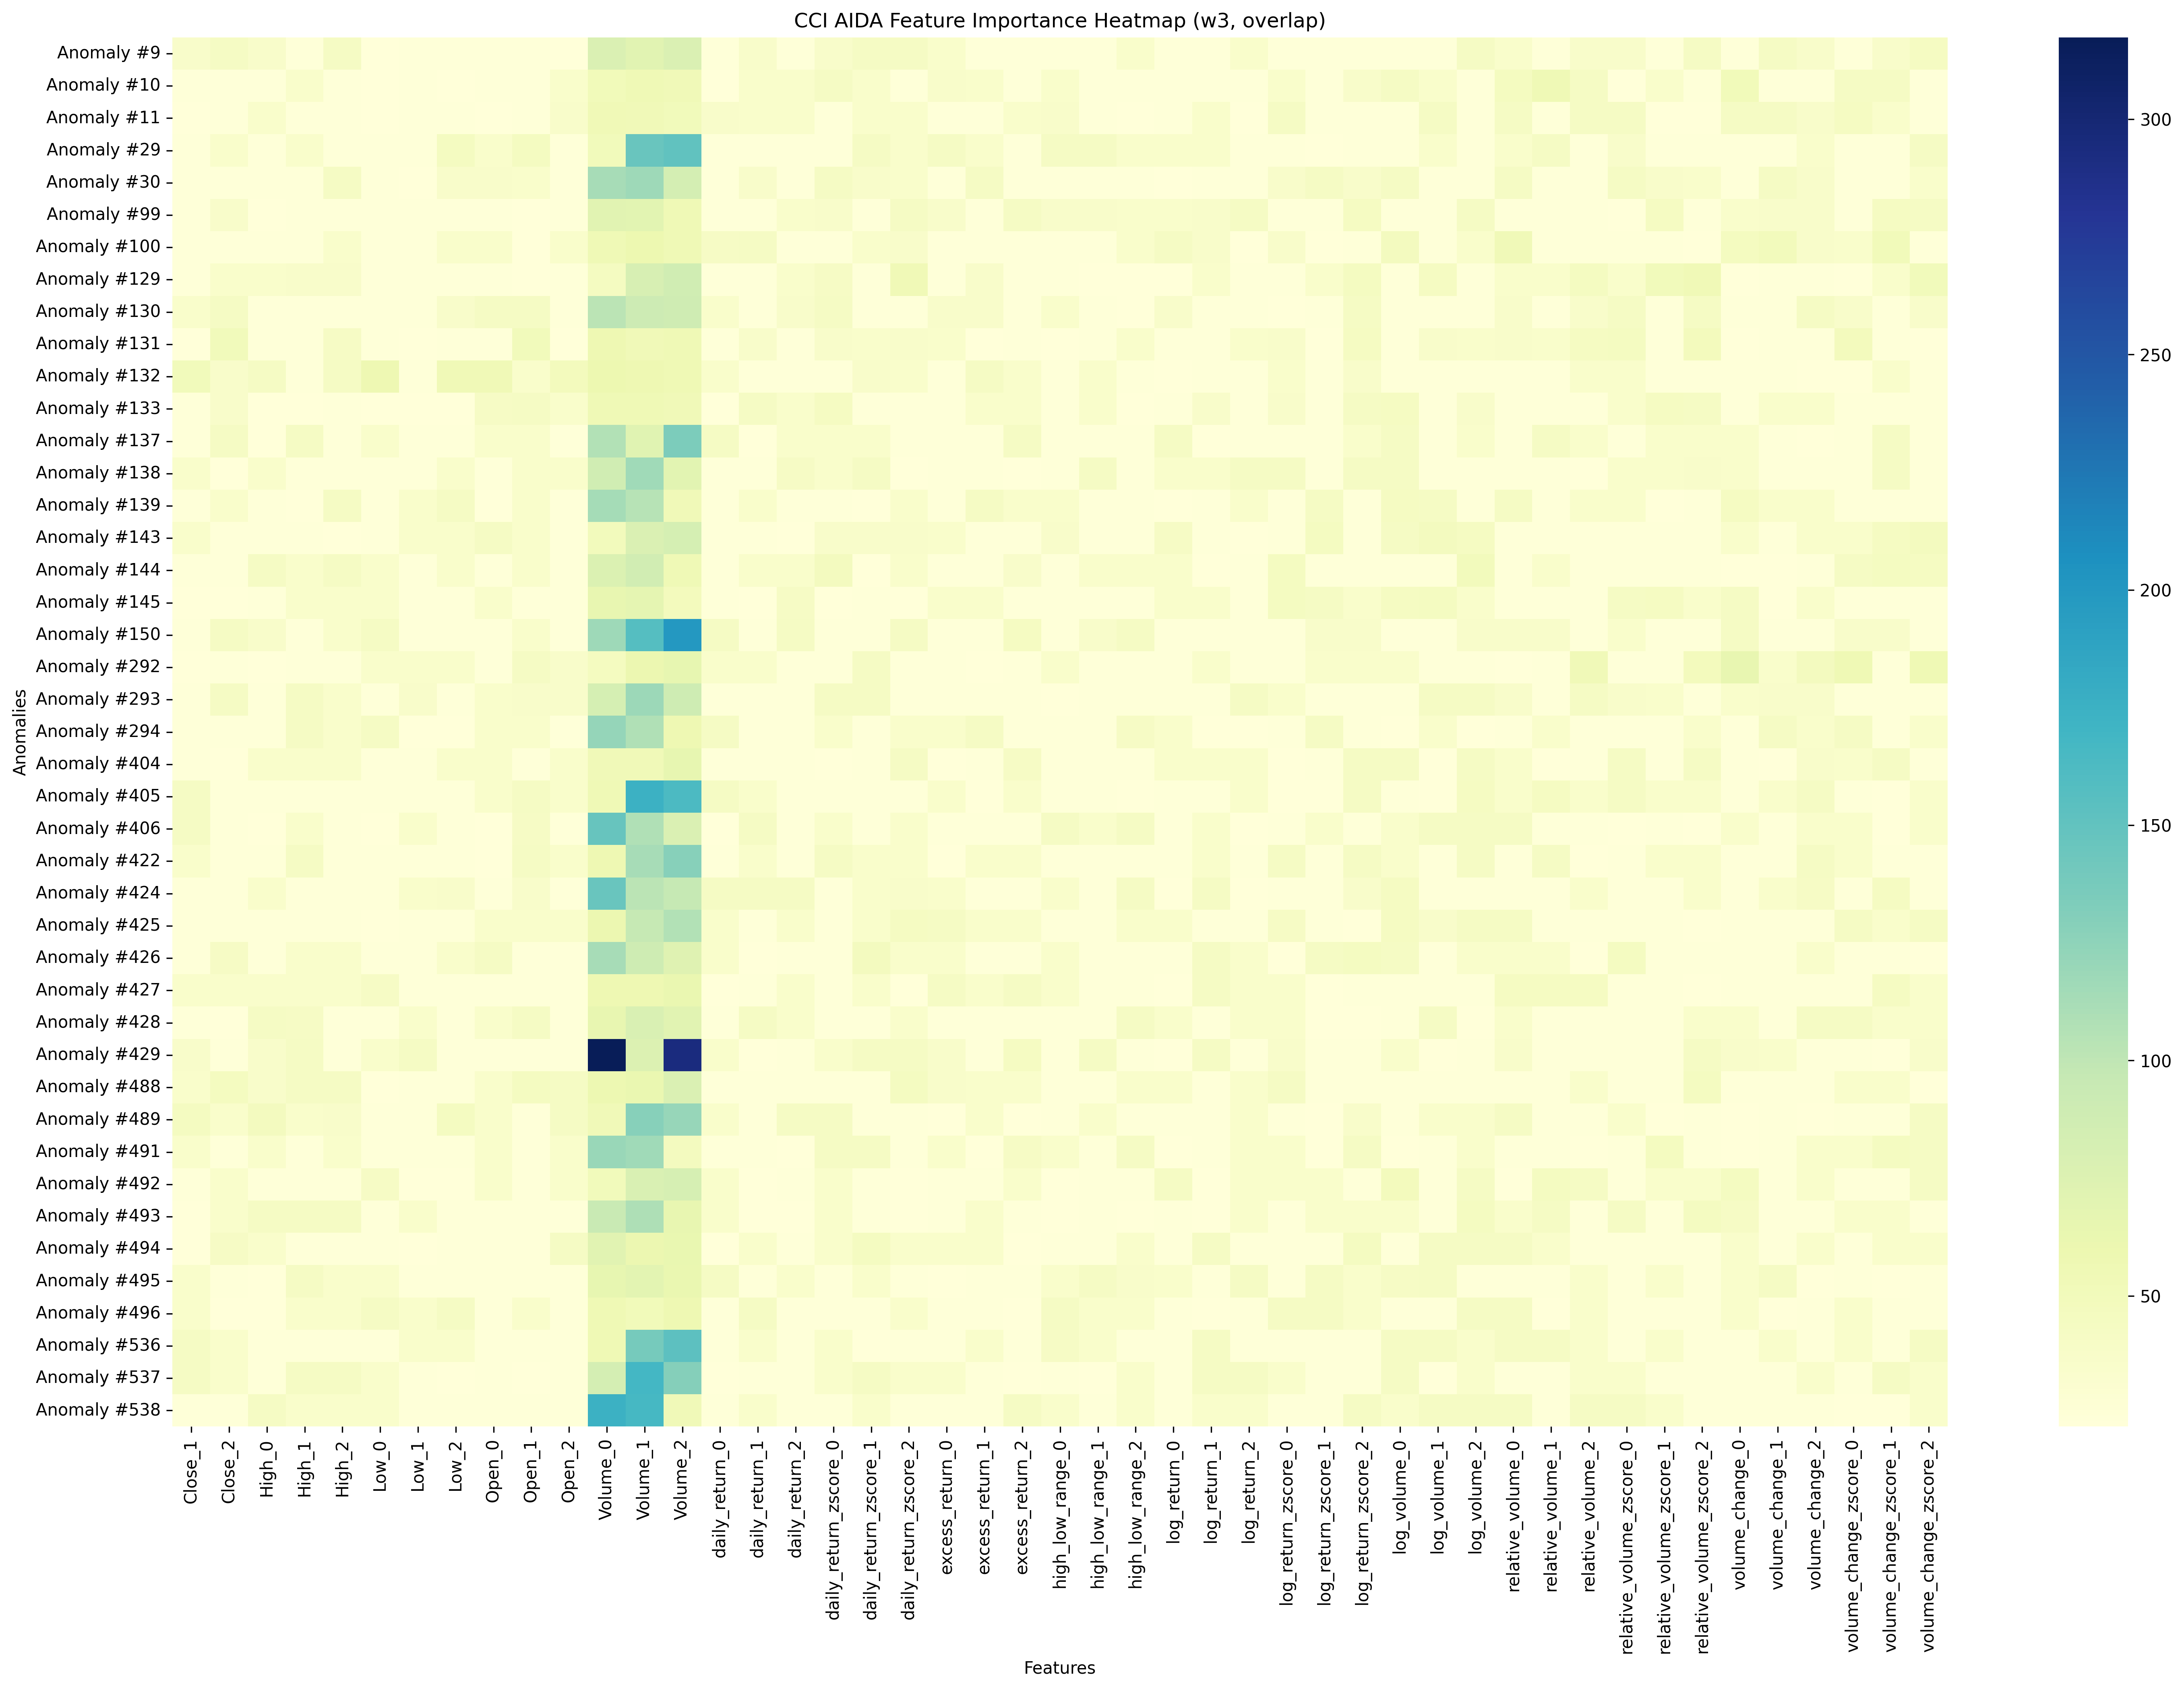 CCI AIDA Feature Importance Heatmap (w3, overlap)
Anomalies
Anomaly #9
Anomaly #10
Anomaly #11
Anomaly #29
Anomaly #30
Anomaly #99
Anomaly #100
Anomaly #129
Anomaly #130
Anomaly #131
Anomaly #132
Anomaly #133
Anomaly #137
Anomaly #138
Anomaly #139
Anomaly #143
Anomaly #144
Anomaly #145
Anomaly #150
Anomaly #292
Anomaly #293
Anomaly #294
Anomaly #404
Anomaly #405
Anomaly #406
Anomaly #422
Anomaly #424
Anomaly #425
Anomaly #426
Anomaly #427
Anomaly #428
Anomaly #429
Anomaly #488
Anomaly #489
Anomaly #491
Anomaly #492
Anomaly #493
Anomaly #494
Anomaly #495
Anomaly #496
Anomaly #536
Anomaly #537
Anomaly #538
Close_1
Close_2
High_0
High_1
High_2
Low_0
Low_1
Low_2
Open_0
Open_1
Open_2
Volume_0
Volume_1
Volume_2
daily_return_0
daily_return_1
daily_return_2
daily_return_zscore_0
daily_return_zscore_1
daily_return_zscore_2
excess_return_0
excess_return_1
excess_return_2
high_low_range_0
high_low_range_1
high_low_range_2
log_return_0
log_return_1
log_return_2
log_return_zscore_0
log_return_zscore_1
log_return_zscore_2
log_volume_0
log_volume_1
log_volume_2
relative_volume_0
relative_volume_1
relative_volume_2
relative_volume_zscore_0
relative_volume_zscore_1
relative_volume_zscore_2
volume_change_0
volume_change_1
volume_change_2
volume_change_zscore_0
volume_change_zscore_1
volume_change_zscore_2
Features
300
250
200
150
100
50